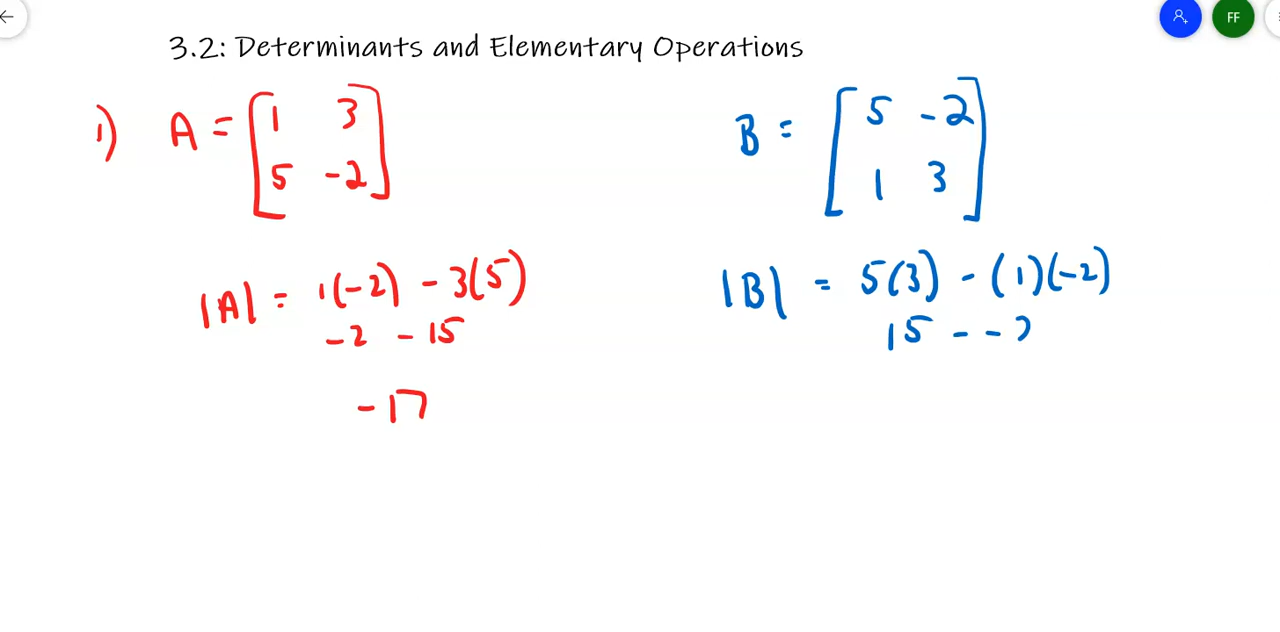 FF
3.2: Determinants and Elementary Operations
1) A = [1 3
5 -2]
|A| = 1(-2) - 3(5)
-2 - 15
-17
B = [5 -2
1 3]
|B| = 5(3) - (1)(-2)
15 - -2